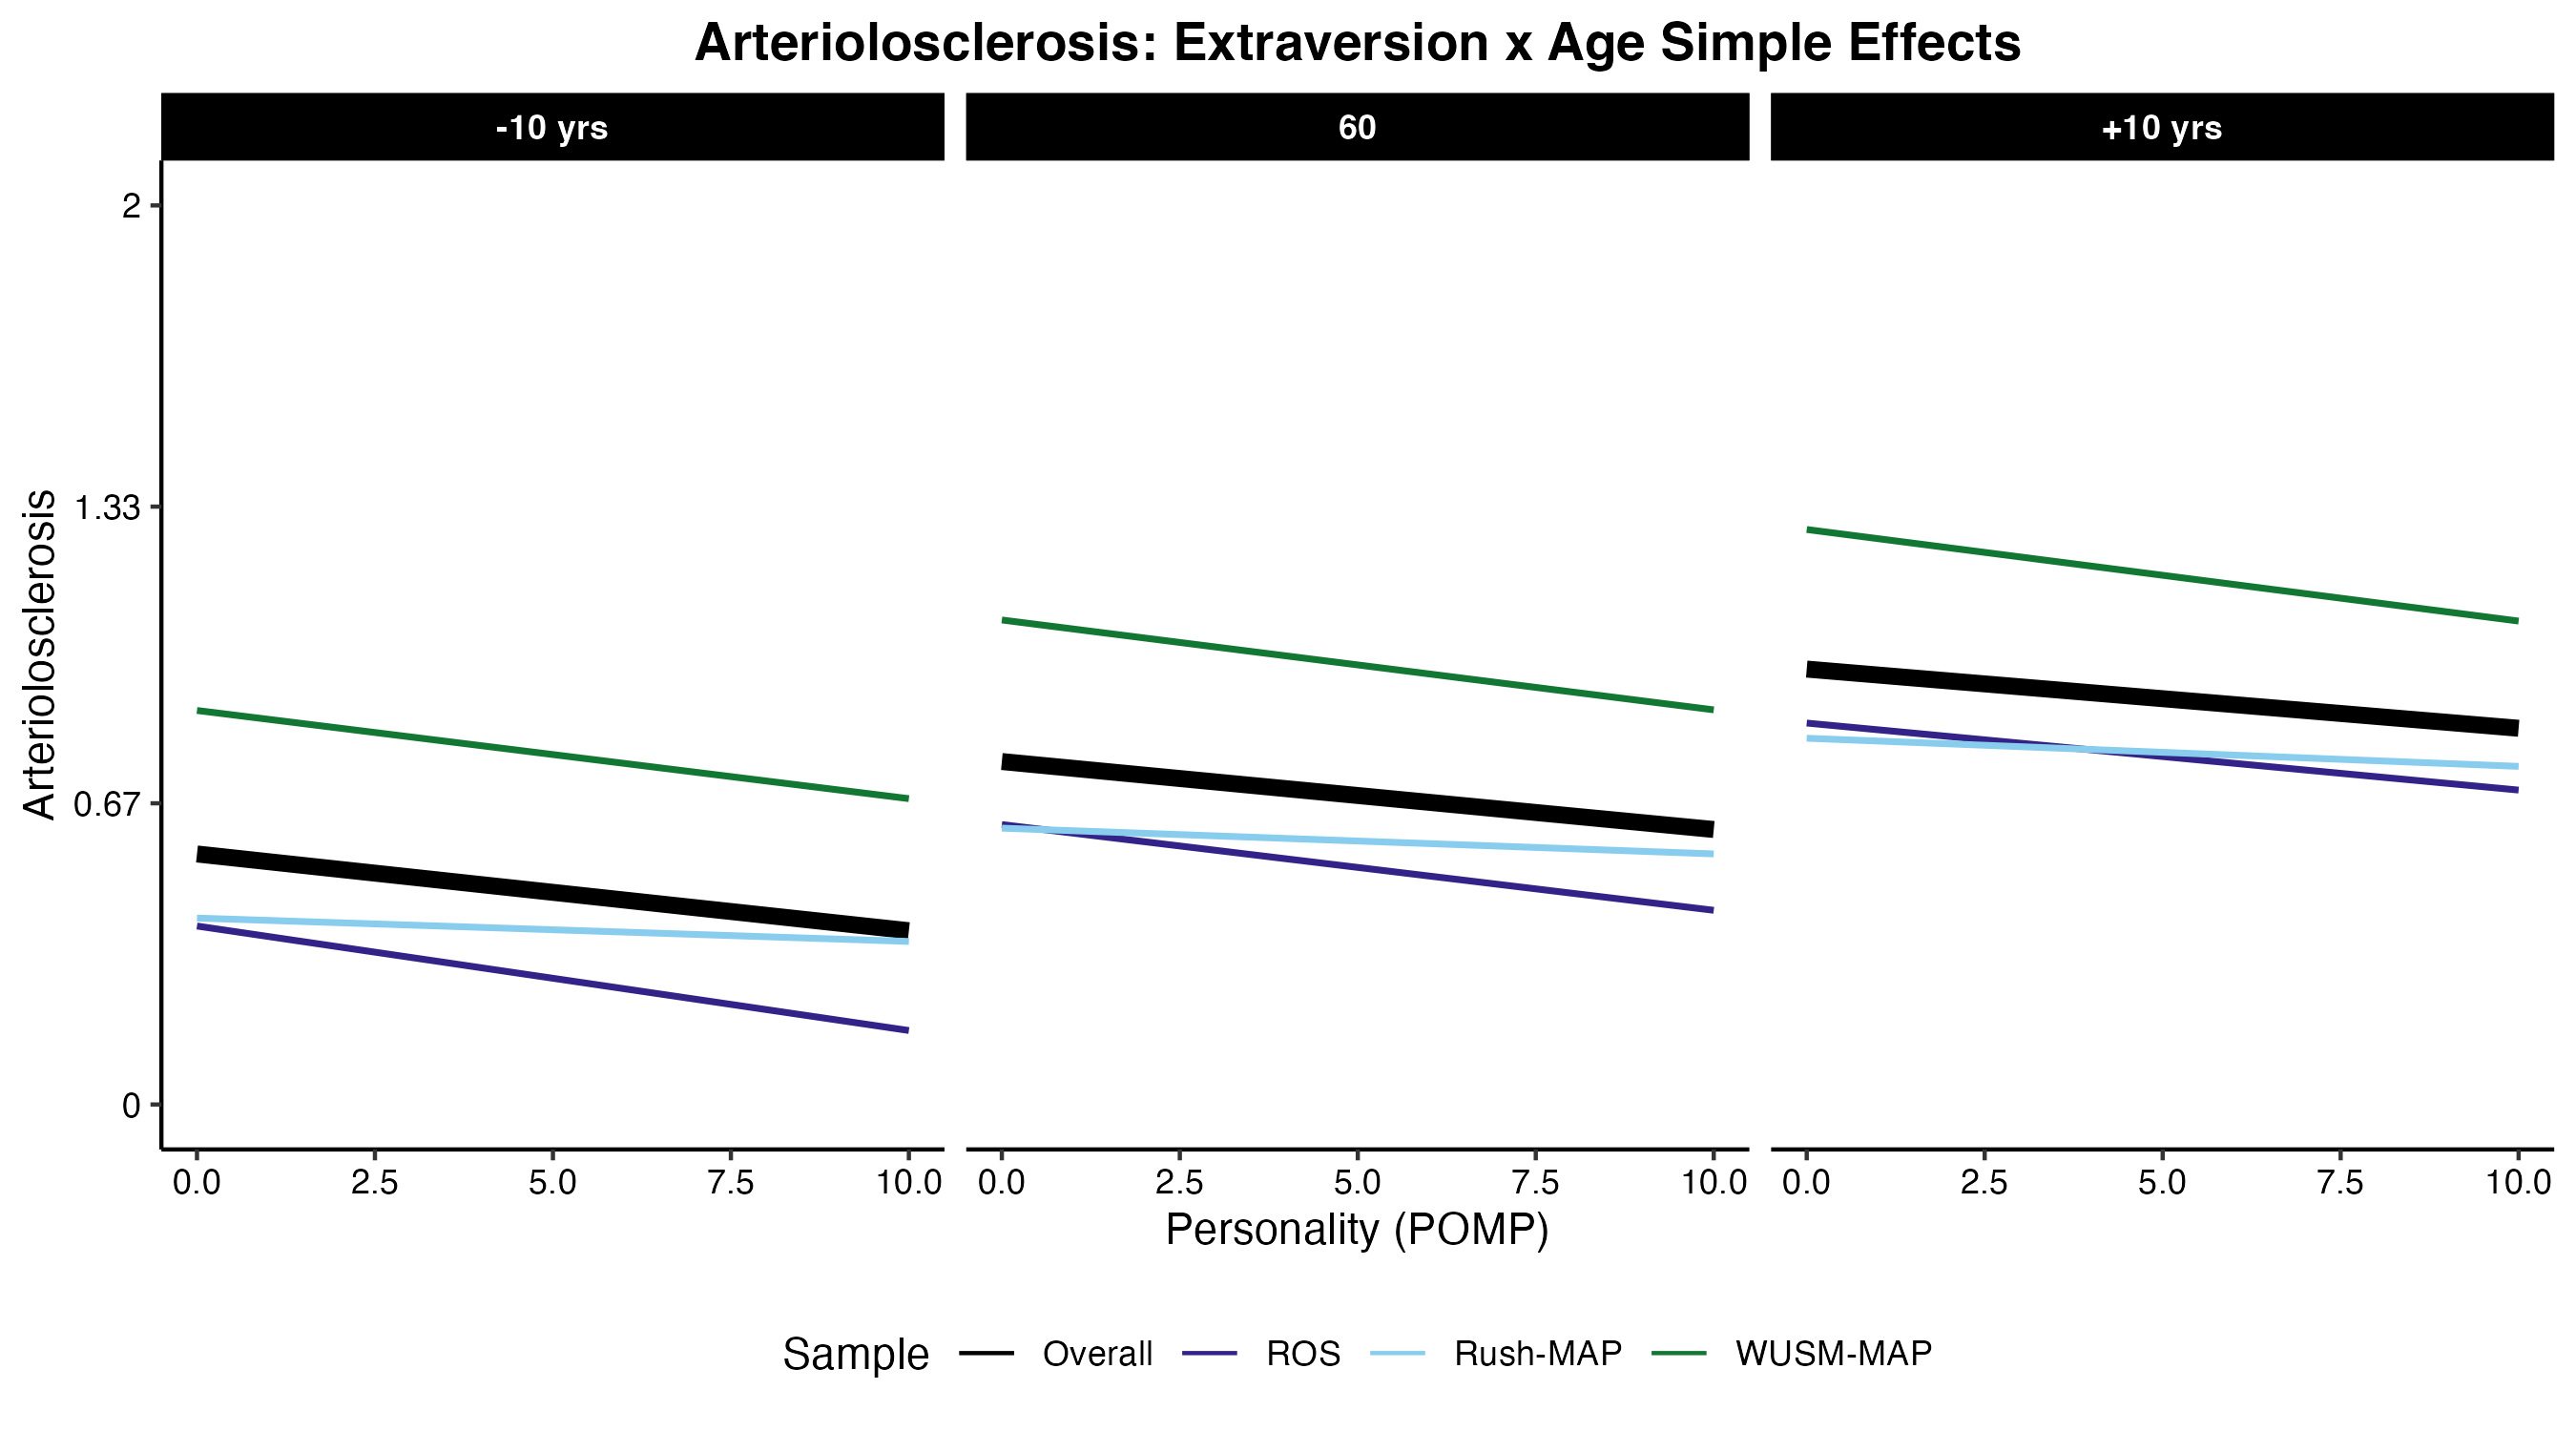 Arteriolosclerosis: Extraversion x Age Simple Effects
-10 yrs 60 +10 yrs
Arteriolosclerosis
2
1.33
0.67
0
0.0 2.5 5.0 7.5 10.0 0.0 2.5 5.0 7.5 10.0 0.0 2.5 5.0 7.5 10.0
Personality (POMP)
Sample Overall ROS Rush-MAP WUSM-MAP